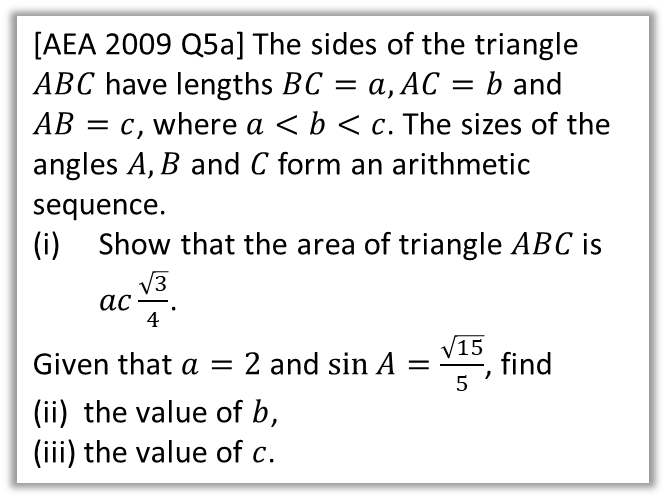 [AEA 2009 Q5a] The sides of the triangle
ABC have lengths BC = a, AC = b and
AB = c, where a < b < c. The sizes of the
angles A, B and C form an arithmetic
sequence.
(i) Show that the area of triangle ABC is
ac √3/4.
Given that a = 2 and sin A = √15/5, find
(ii) the value of b,
(iii) the value of c.